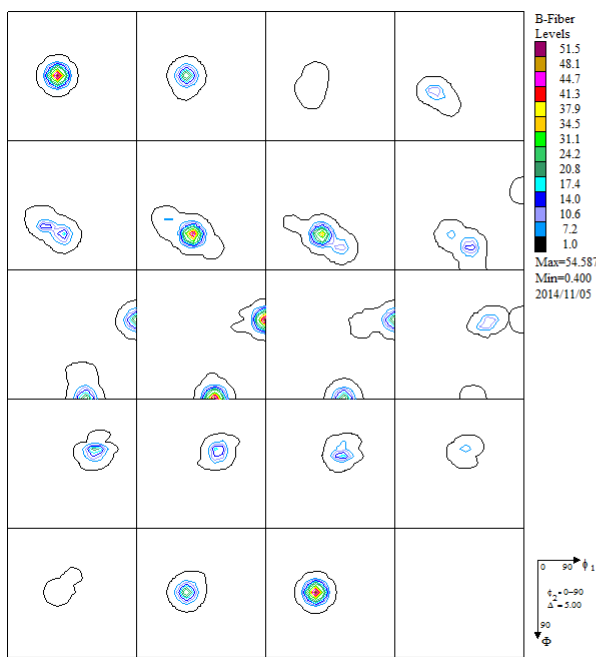 B-Fiber
Levels
51.5
48.1
44.7
41.3
37.9
34.5
31.1
24.2
20.8
17.4
14.0
10.6
7.2
1.0
Max=54.587
Min=0.400
2014/11/05
0 90 ϕ 1
ϕ 2 = 0-90
Δ = 5.00
90
Φ